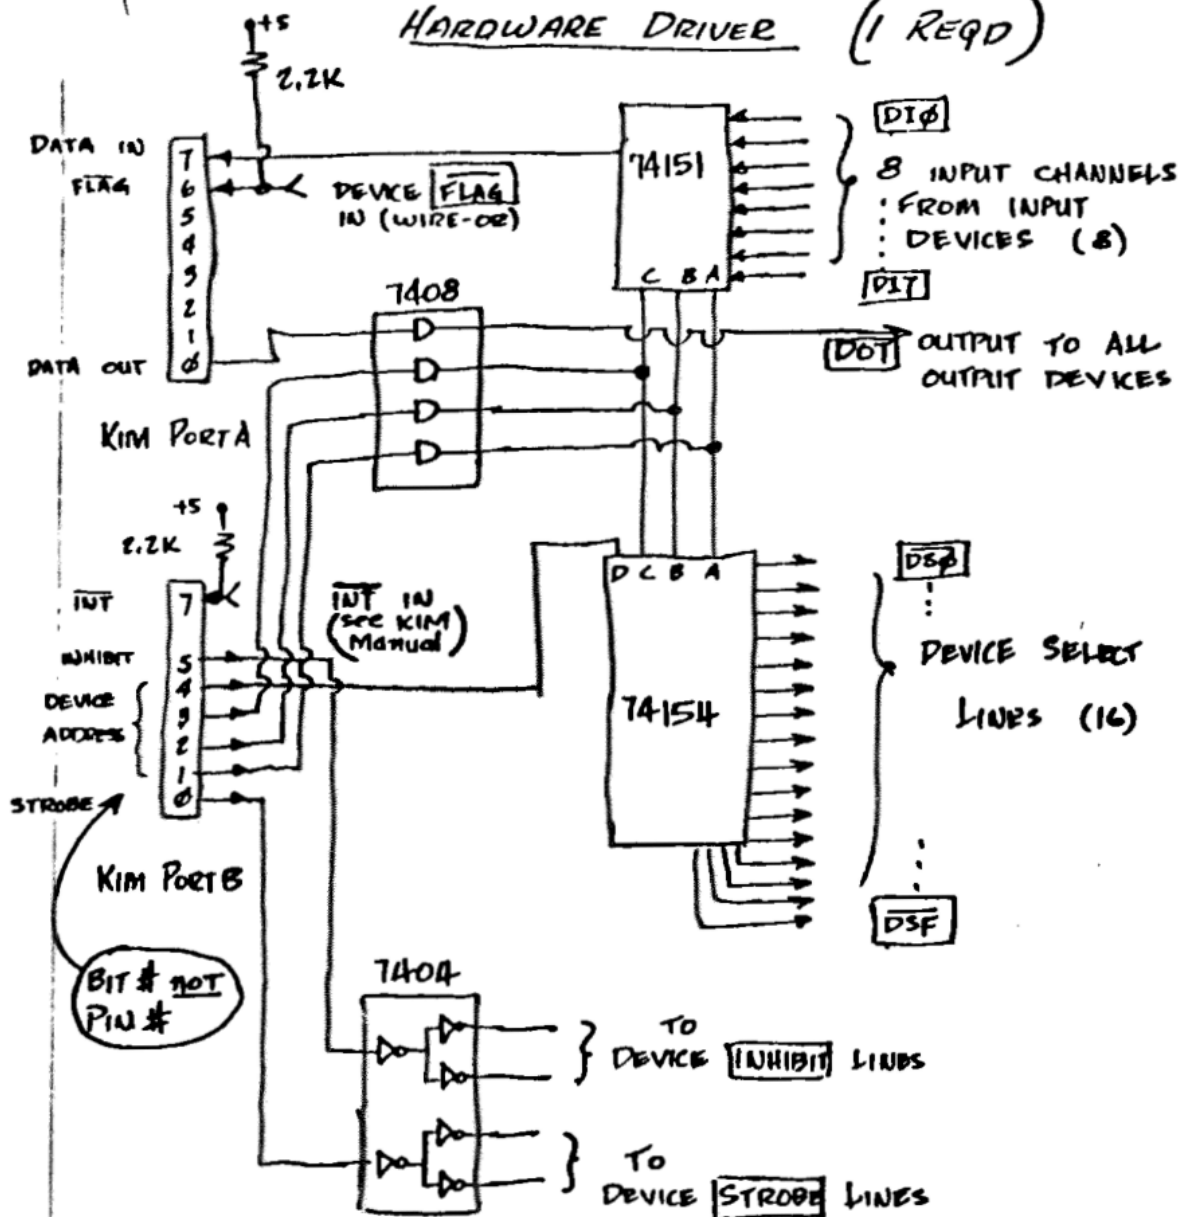 HARDWARE DRIVER (1 REQD)
+5
2.2K
DATA IN
FLAG
7
6
5
4
3
2
1
Ø
DATA OUT
KIM PORT A
DEVICE FLAG
IN (WIRE-OR)
7408
74151
C B A
DIØ
8 INPUT CHANNELS
FROM INPUT
DEVICES (8)
DI7
DOT
OUTPUT TO ALL
OUTPUT DEVICES
+5
2.2K
INT
INHIBIT
DEVICE
ADDRESS
STROBE
7
5
4
3
2
1
Ø
KIM PORT B
INT IN
(see KIM
Manual)
D C B A
74154
DSØ
DEVICE SELECT
LINES (16)
DSF
BIT # NOT
PIN #
7404
TO
DEVICE INHIBIT LINES
TO
DEVICE STROBE LINES